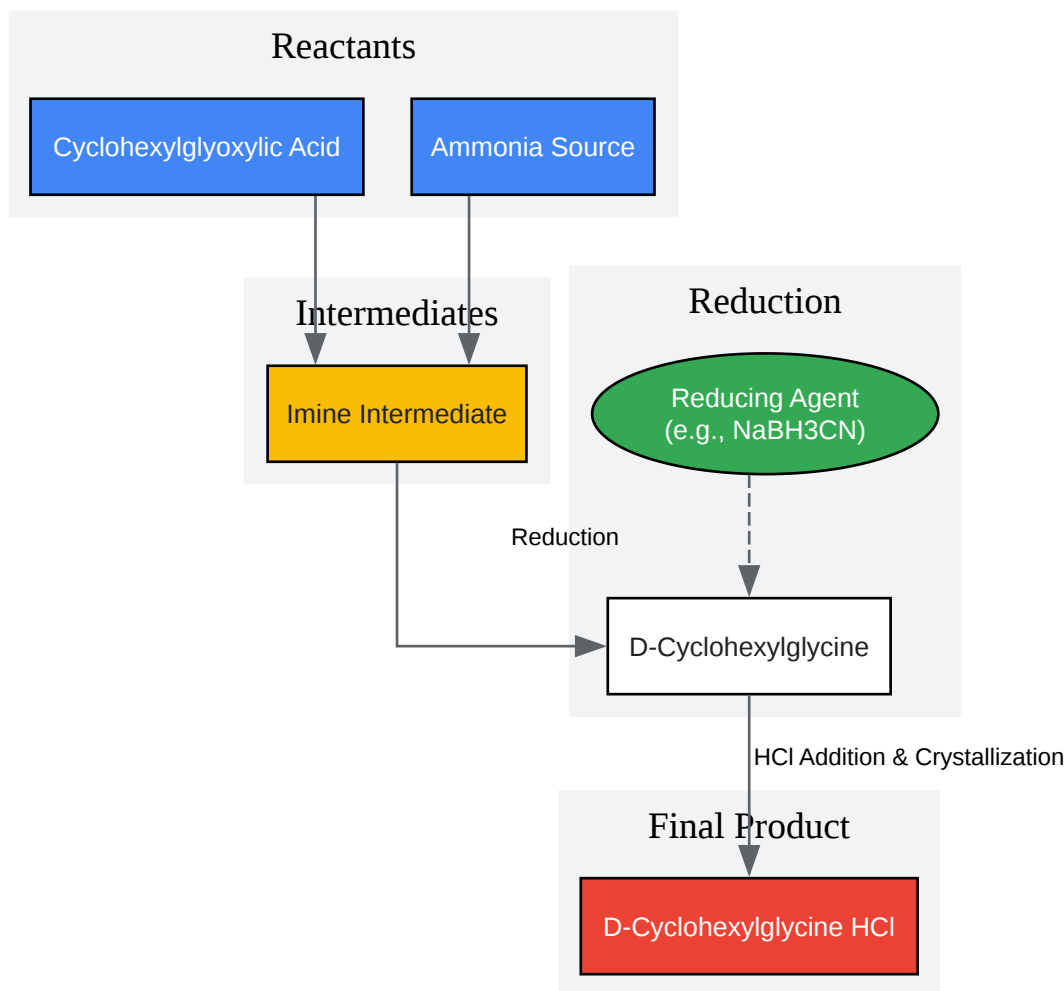 Reactants
Cyclohexylglyoxylic Acid
Ammonia Source
Intermediates
Imine Intermediate
Reduction
Reducing Agent
(e.g., NaBH3CN)
Reduction
D-Cyclohexylglycine
HCl Addition & Crystallization
Final Product
D-Cyclohexylglycine HCl